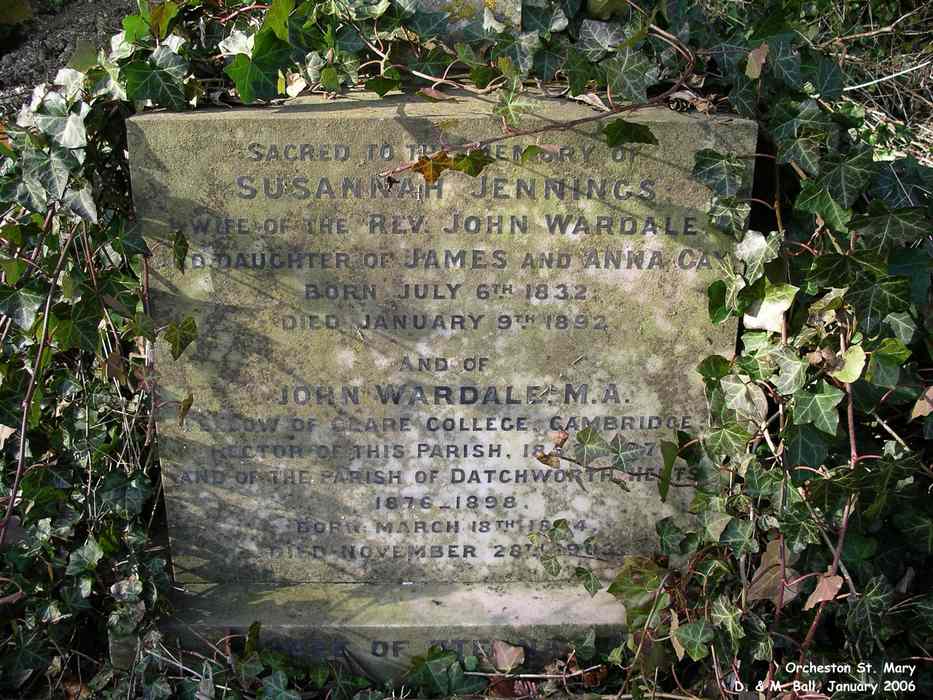 SACRED TO THE MEMORY OF
SUSANNAH JENNINGS
WIFE OF THE REV. JOHN WARDALE
DAUGHTER OF JAMES AND ANNA
BORN JULY 6TH 1832
DIED JANUARY 9TH 1892
AND OF
JOHN WARDALE M.A.
FELLOW OF CLARE COLLEGE, CAMBRIDGE
RECTOR OF THIS PARISH,
AND OF THE PARISH OF DATCHWORTH HERTS
1876-1898.
BORN MARCH 18TH
DIED NOVEMBER 28TH
OF
Orcheston St. Mary
D. & M. Ball, January 2006